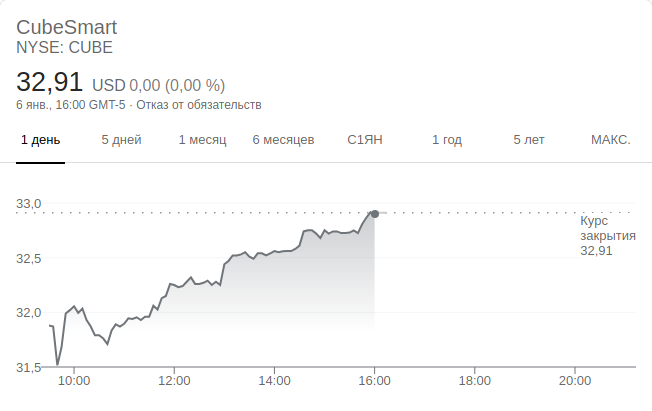 CubeSmart
NYSE: CUBE
32,91 USD 0,00 (0,00 %)
6 янв., 16:00 GMT-5 · Отказ от обязательств
1 день 5 дней 1 месяц 6 месяцев С1ЯН 1 год 5 лет МАКС.
33,0
Курс
закрытия
32,91
32,5
32,0
31,5
10:00 12:00 14:00 16:00 18:00 20:00